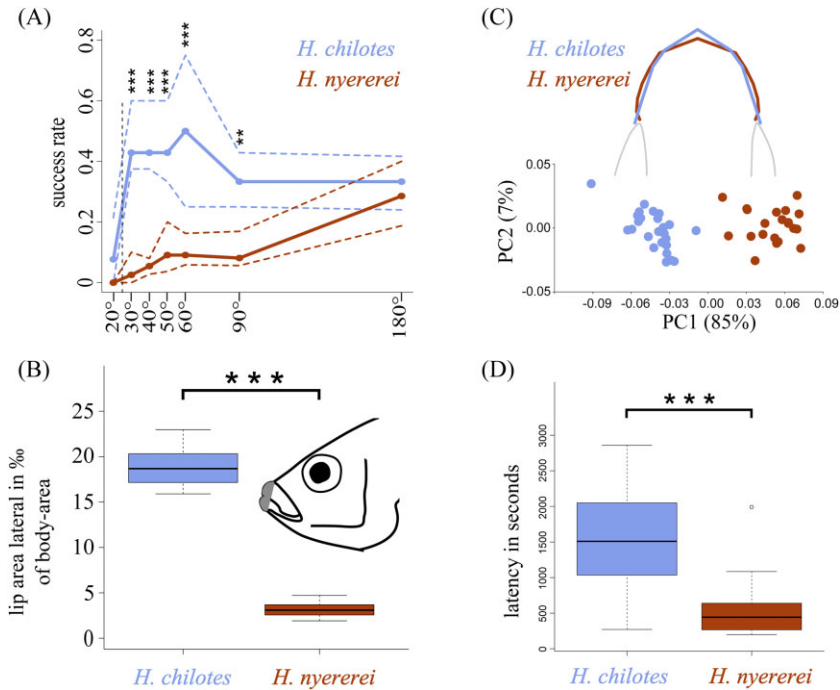 (A)
0.8
0.6
0.4
0.2
0
success rate
***
***
***
***
**
H. chilotes
H. nyererei
20°
30°
40°
50°
60°
90°
180°
(C)
H. chilotes
H. nyererei
0.05
0.00
-0.05
PC2 (7%)
-0.09
-0.06
-0.03
0.00
0.03
0.06
0.09
PC1 (85%)
(B)
***
25
20
15
10
5
0
lip area lateral in ‰
of body-area
H. chilotes
H. nyererei
(D)
***
3000
2500
2000
1500
1000
500
0
latency in seconds
H. chilotes
H. nyererei